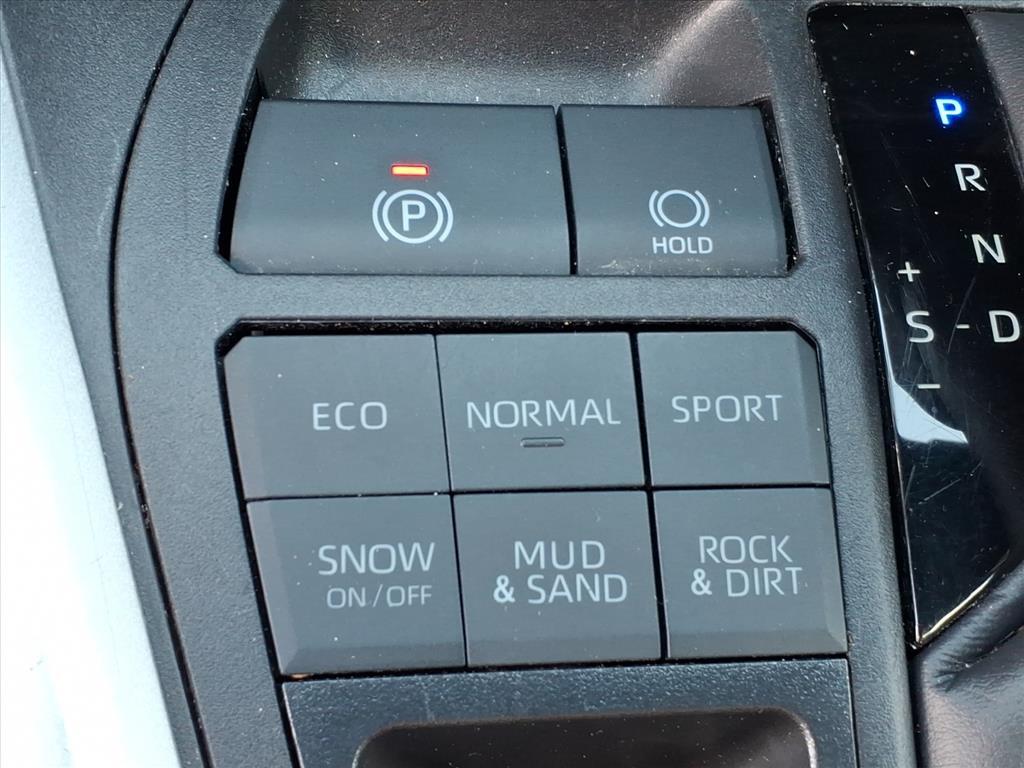 P
HOLD
P
R
N
+
S - D
-
ECO
NORMAL
SPORT
SNOW
ON/OFF
MUD
& SAND
ROCK
& DIRT